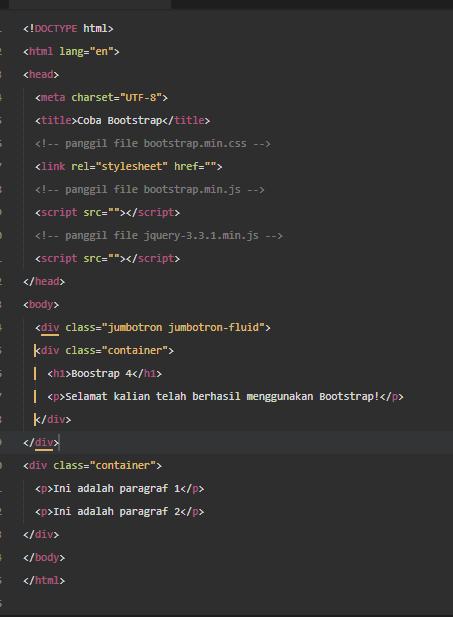 <!DOCTYPE html>
<html lang="en">
<head>
<meta charset="UTF-8">
<title>Coba Bootstrap</title>
<!-- panggil file bootstrap.min.css -->
<link rel="stylesheet" href="">
<!-- panggil file bootstrap.min.js -->
<script src=""></script>
<!-- panggil file jquery-3.3.1.min.js -->
<script src=""></script>
</head>
<body>
<div class="jumbotron jumbotron-fluid">
<div class="container">
<h1>Boostrap 4</h1>
<p>Selamat kalian telah berhasil menggunakan Bootstrap!</p>
</div>
</div>
<div class="container">
<p>Ini adalah paragraf 1</p>
<p>Ini adalah paragraf 2</p>
</div>
</body>
</html>